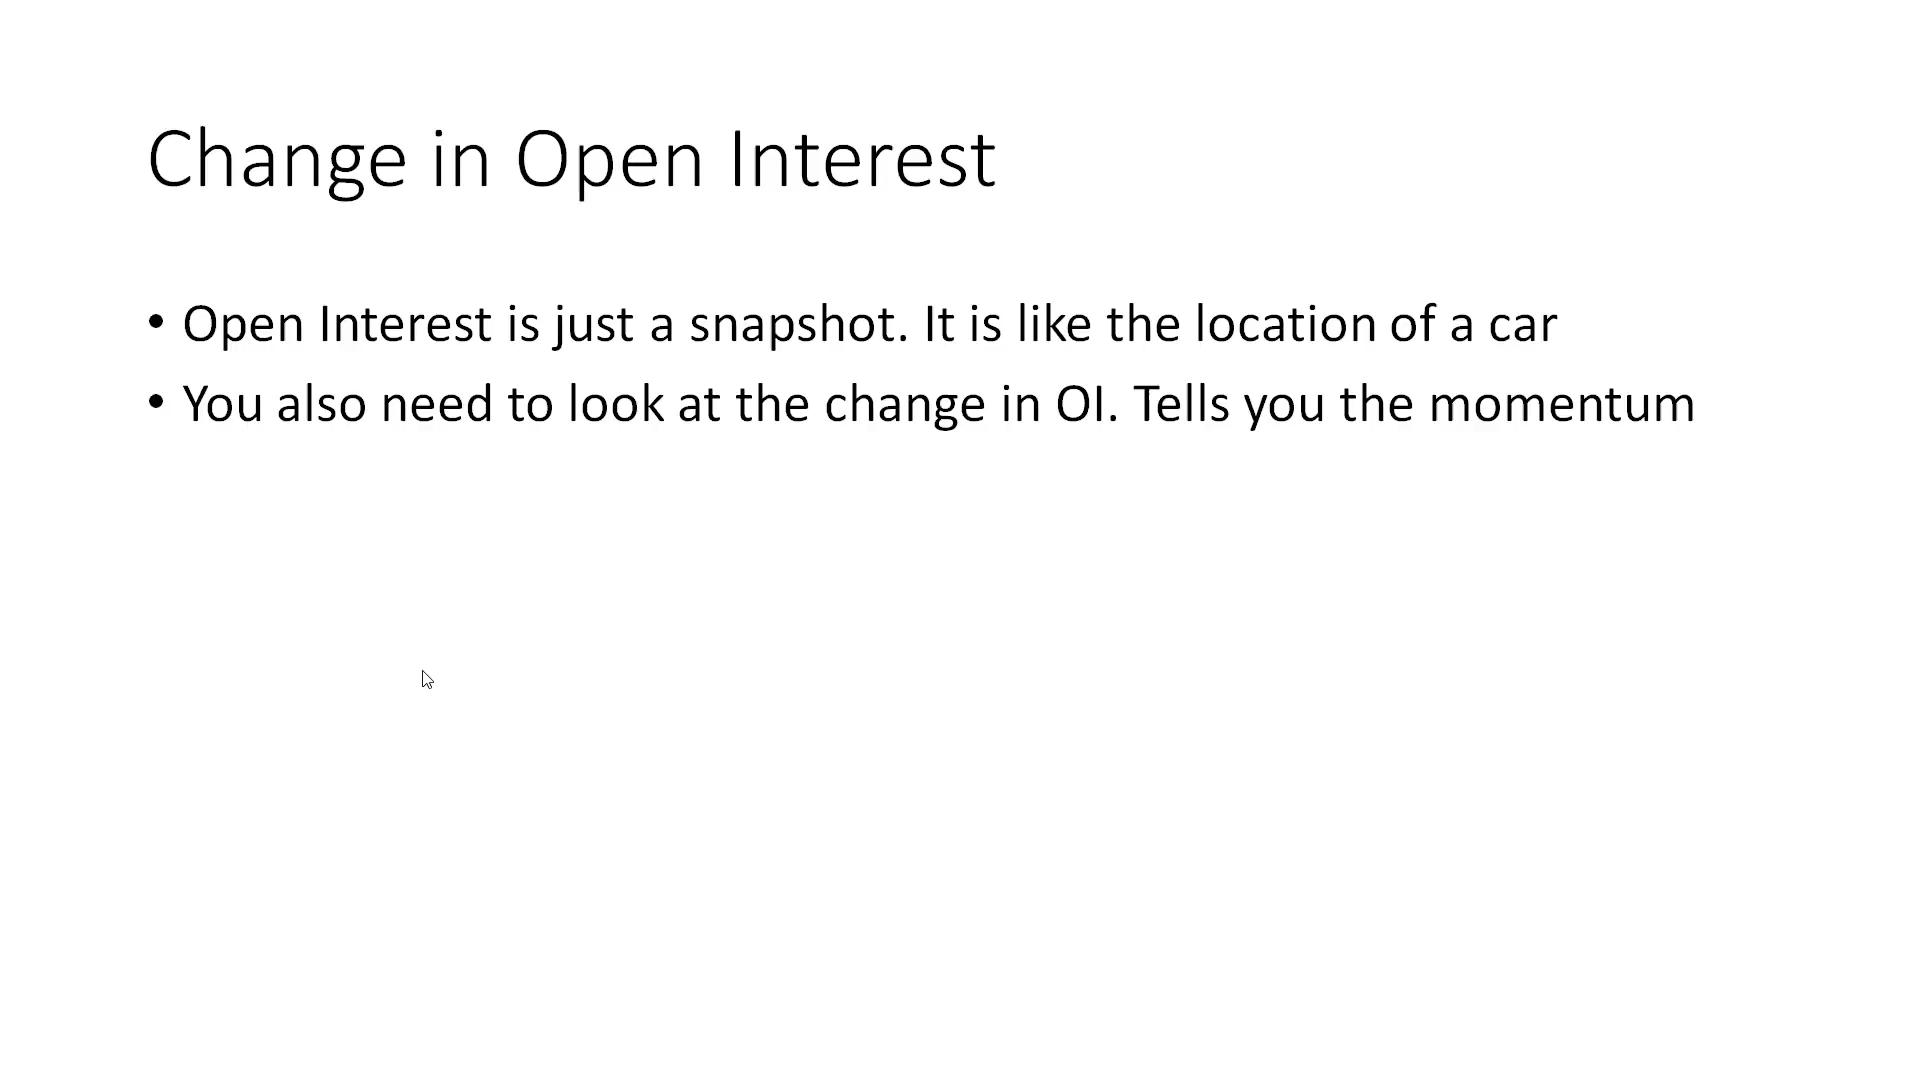 Change in Open Interest
• Open Interest is just a snapshot. It is like the location of a car
• You also need to look at the change in OI. Tells you the momentum